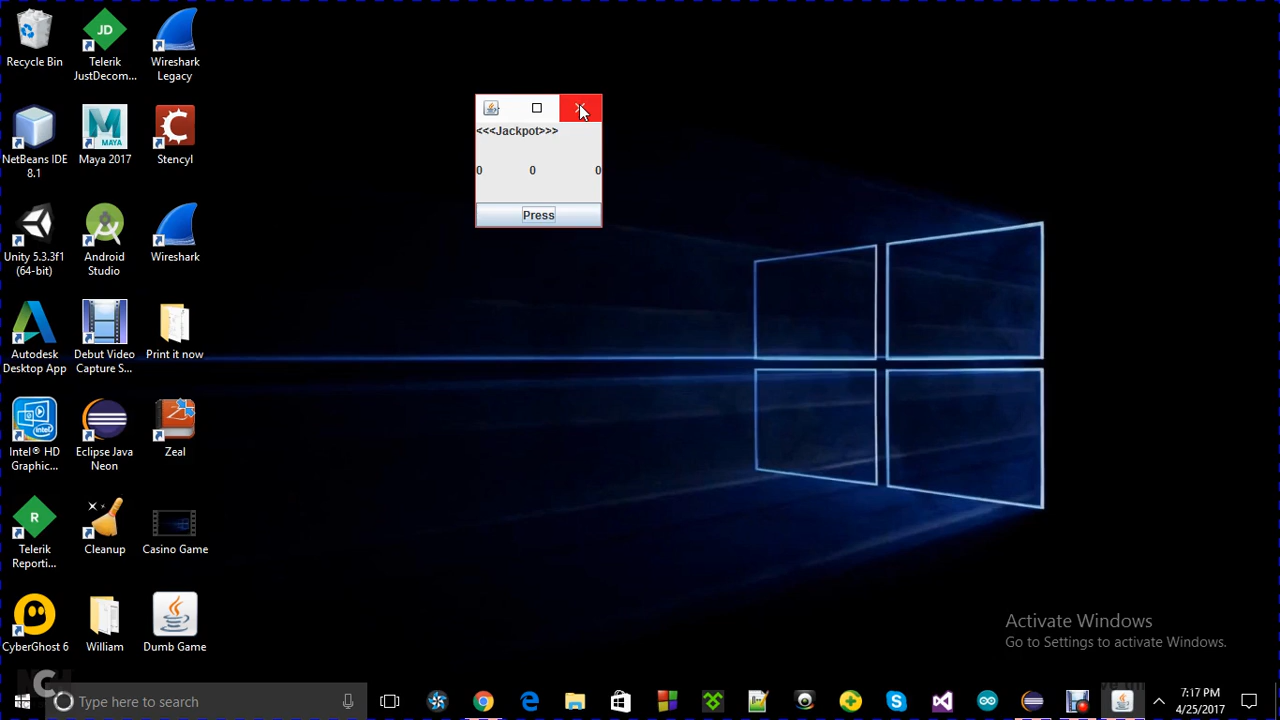 Recycle Bin
Telerik
JustDecom...
Wireshark
Legacy
NetBeans IDE
8.1
Maya 2017
Stencyl
Unity 5.3.3f1
(64-bit)
Android
Studio
Wireshark
Autodesk
Desktop App
Debut Video
Capture S...
Print it now
Intel® HD
Graphic...
Eclipse Java
Neon
Zeal
Telerik
Reporti...
Cleanup
Casino Game
CyberGhost 6
William
Dumb Game
JD
MAYA
R
<<<Jackpot>>>
0 0 0
Press
Activate Windows
Go to Settings to activate Windows.
NCH
Type here to search
7:17 PM
4/25/2017